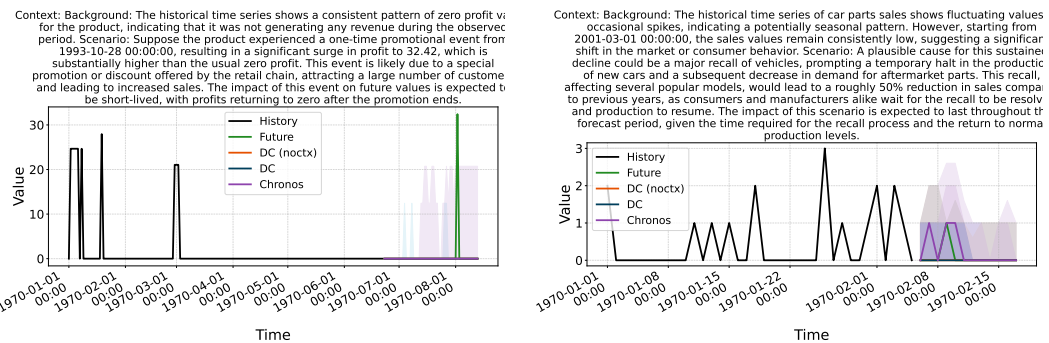 Context: Background: The historical time series shows a consistent pattern of zero profit
for the product, indicating that it was not generating any revenue during the
period. Scenario: Suppose the product experienced a one-time promotional event from
1993-10-28 00:00:00, resulting in a significant surge in profit to 32.42, which is
substantially higher than the usual zero profit. This event is likely due to a special
promotion or discount offered by the retail chain, attracting a large number of
and leading to increased sales. The impact of this event on future values is expected
be short-lived, with profits returning to zero after the promotion ends.
30
20
10
0
Value
History
Future
DC (noctx)
DC
Chronos
1970-01-01 00:00
1970-02-01 00:00
1970-03-01 00:00
1970-04-01 00:00
1970-05-01 00:00
1970-06-01 00:00
1970-07-01 00:00
1970-08-01 00:00
Time
Context: Background: The historical time series of car parts sales shows fluctuating values
occasional spikes, indicating a potentially seasonal pattern. However, starting from
2001-03-01 00:00:00, the sales values remain consistently low, suggesting a
shift in the market or consumer behavior. Scenario: A plausible cause for this
decline could be a major recall of vehicles, prompting a temporary halt in the
of new cars and a subsequent decrease in demand for aftermarket parts. This recall,
affecting several popular models, would lead to a roughly 50% reduction in sales
to previous years, as consumers and manufacturers alike wait for the recall to be
and production to resume. The impact of this scenario is expected to last throughout
forecast period, given the time required for the recall process and the return to
production levels.
3
2
1
0
Value
History
Future
DC (noctx)
DC
Chronos
1970-01-01 00:00
1970-01-08 00:00
1970-01-15 00:00
1970-01-22 00:00
1970-02-01 00:00
1970-02-08 00:00
1970-02-15 00:00
Time